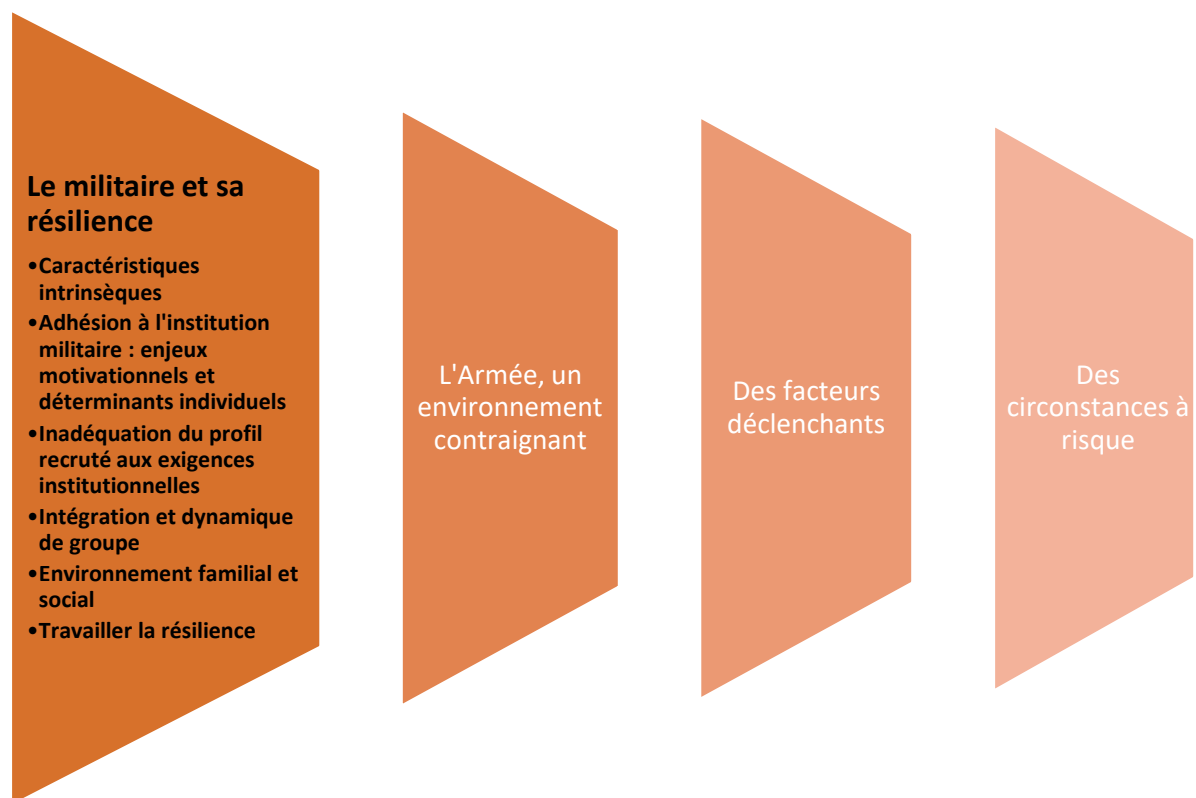 Le militaire et sa
résilience
•Caractéristiques
intrinsèques
•Adhésion à l'institution
militaire : enjeux
motivationnels et
déterminants individuels
•Inadéquation du profil
recruté aux exigences
institutionnelles
•Intégration et dynamique
de groupe
•Environnement familial et
social
•Travailler la résilience
L'Armée, un
environnement
contraignant
Des facteurs
déclenchants
Des
circonstances à
risque